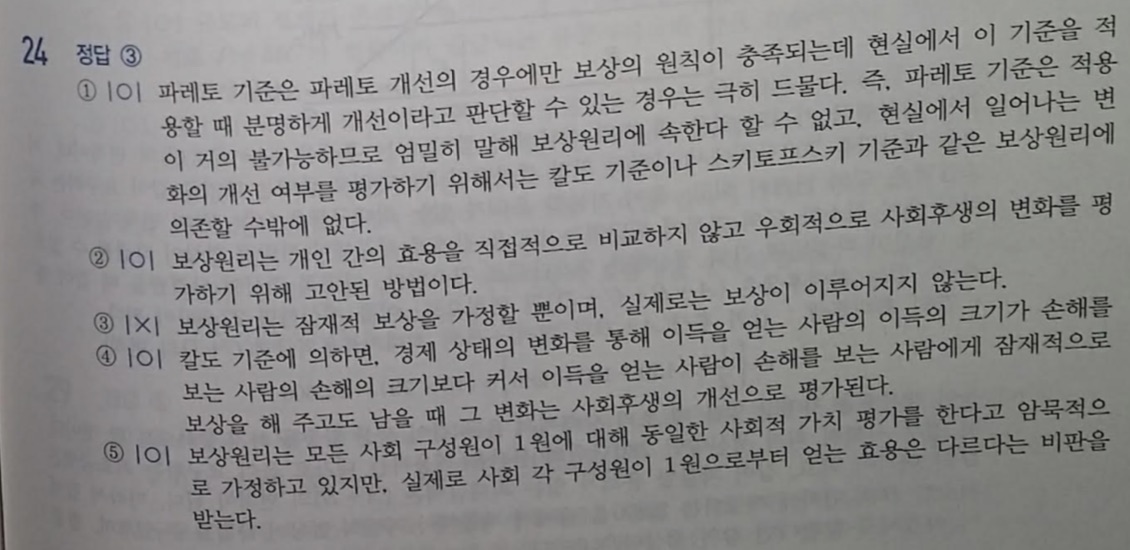 24 정답 ③
① |O| 파레토 기준은 파레토 개선의 경우에만 보상의 원칙이 충족되는데 현실에서 이 기준을 적
용할 때 분명하게 개선이라고 판단할 수 있는 경우는 극히 드물다. 즉, 파레토 기준은 적용
이 거의 불가능하므로 엄밀히 말해 보상원리에 속한다 할 수 없고, 현실에서 일어나는 변
화의 개선 여부를 평가하기 위해서는 칼도 기준이나 스키토프스키 기준과 같은 보상원리에
의존할 수밖에 없다.
② |O| 보상원리는 개인 간의 효용을 직접적으로 비교하지 않고 우회적으로 사회후생의 변화를 평
가하기 위해 고안된 방법이다.
③ |X| 보상원리는 잠재적 보상을 가정할 뿐이며, 실제로는 보상이 이루어지지 않는다.
④ |O| 칼도 기준에 의하면, 경제 상태의 변화를 통해 이득을 얻는 사람의 이득의 크기가 손해를
보는 사람의 손해의 크기보다 커서 이득을 얻는 사람이 손해를 보는 사람에게 잠재적으로
보상을 해 주고도 남을 때 그 변화는 사회후생의 개선으로 평가된다.
⑤ |O| 보상원리는 모든 사회 구성원이 1원에 대해 동일한 사회적 가치 평가를 한다고 암묵적으
로 가정하고 있지만, 실제로 사회 각 구성원이 1원으로부터 얻는 효용은 다르다는 비판을
받는다.